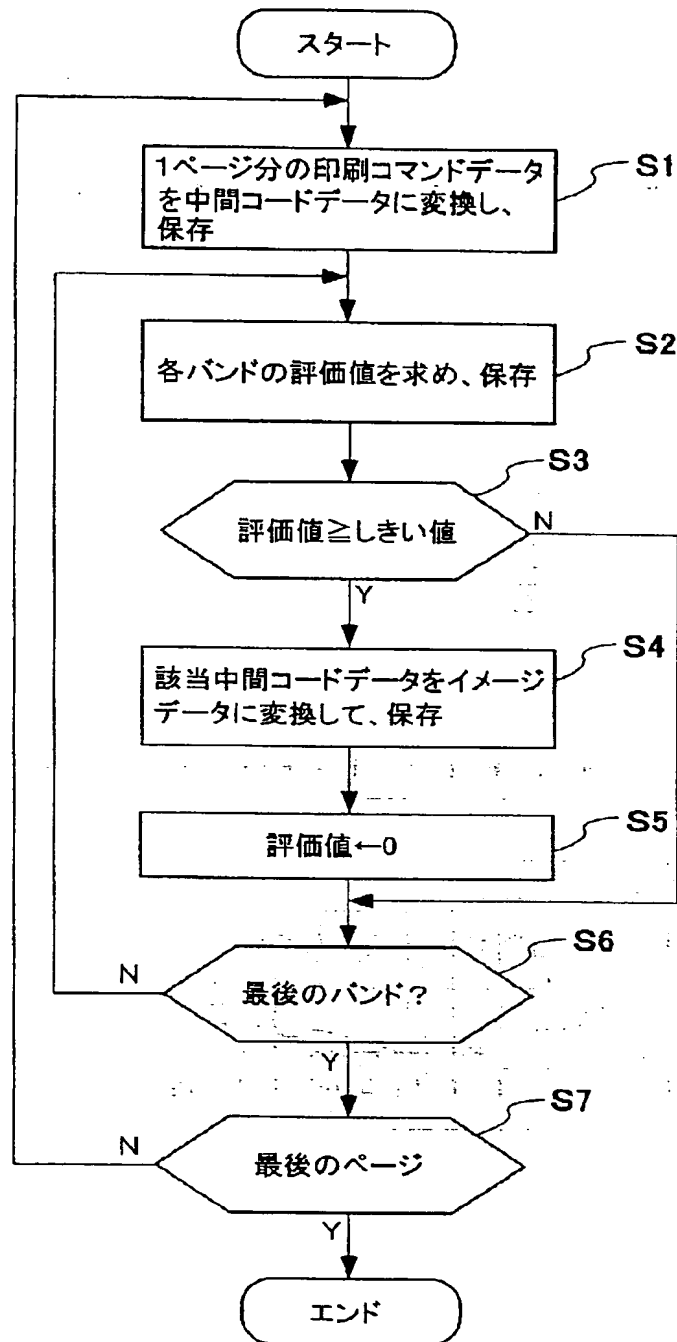 スタート
1ページ分の印刷コマンドデータ
を中間コードデータに変換し、
保存
S1
各バンドの評価値を求め、保存
S2
S3
評価値≧しきい値
N
Y
S4
該当中間コードデータをイメージ
データに変換して、保存
S5
評価値←0
S6
最後のバンド?
N
Y
S7
最後のページ
N
Y
エンド